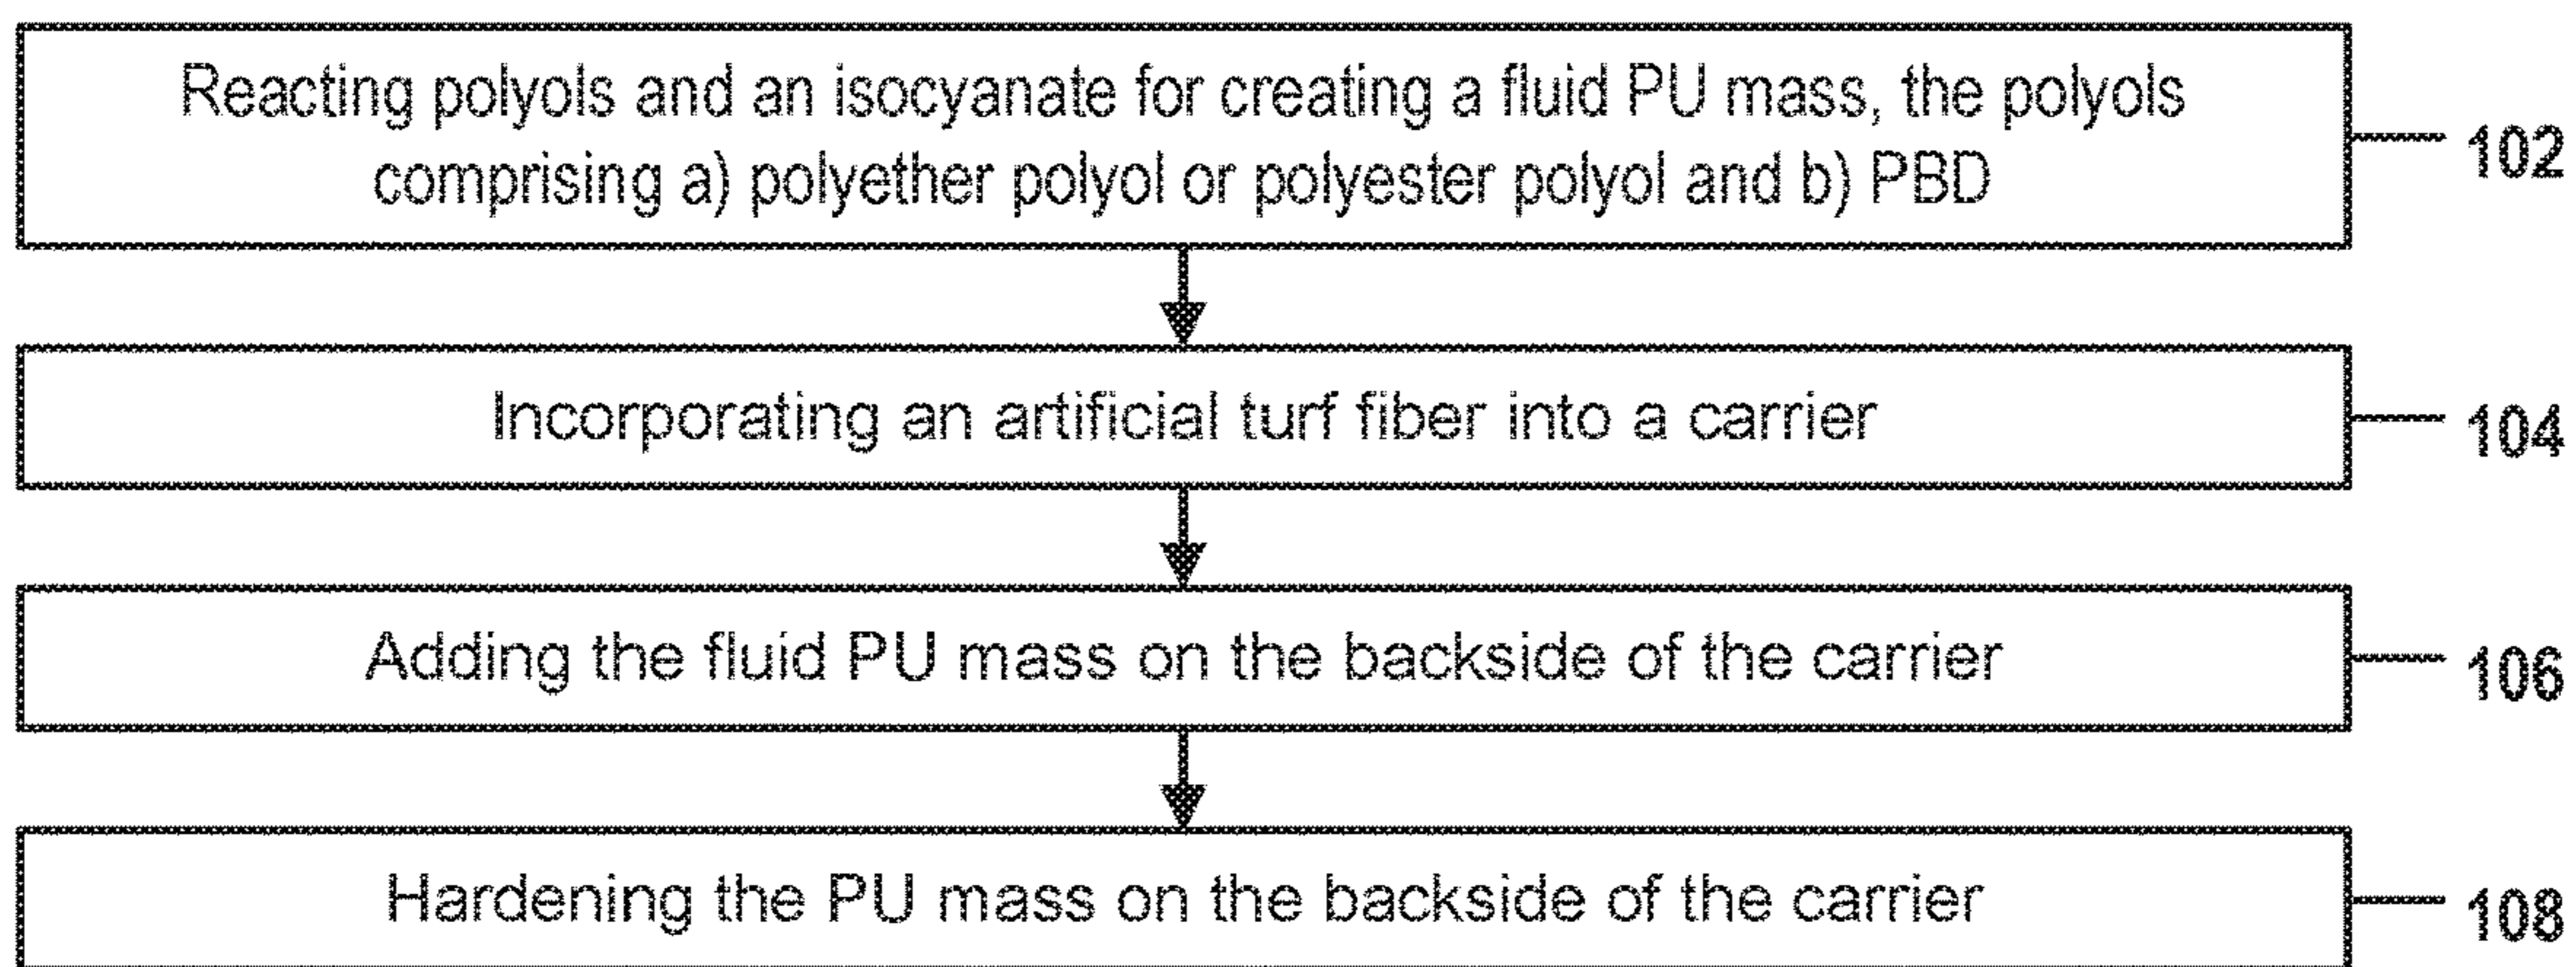 Reacting polyols and an isocyanate for creating a fluid PU mass, the polyols
comprising a) polyether polyol or polyester polyol and b) PBD
102
Incorporating an artificial turf fiber into a carrier
104
Adding the fluid PU mass on the backside of the carrier
106
Hardening the PU mass on the backside of the carrier
108